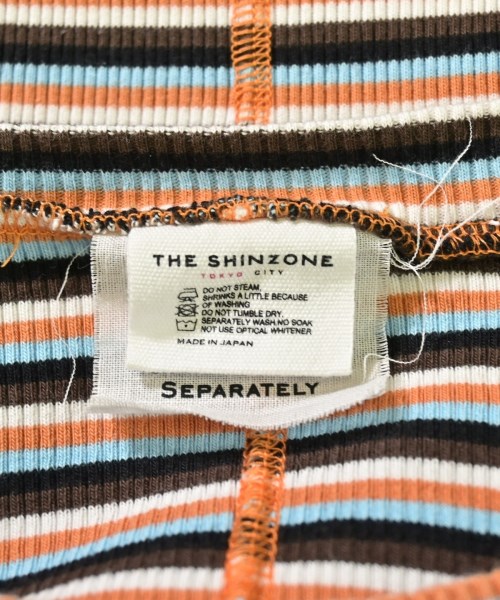 THE SHINZONE
TOKYO CITY
DO NOT STEAM,
SHRINKS A LITTLE BECAUSE
OF WASHING
DO NOT TUMBLE DRY.
SEPARATELY WASH.NO SOAK
NOT USE OPTICAL WHITENER
MADE IN JAPAN
SEPARATELY